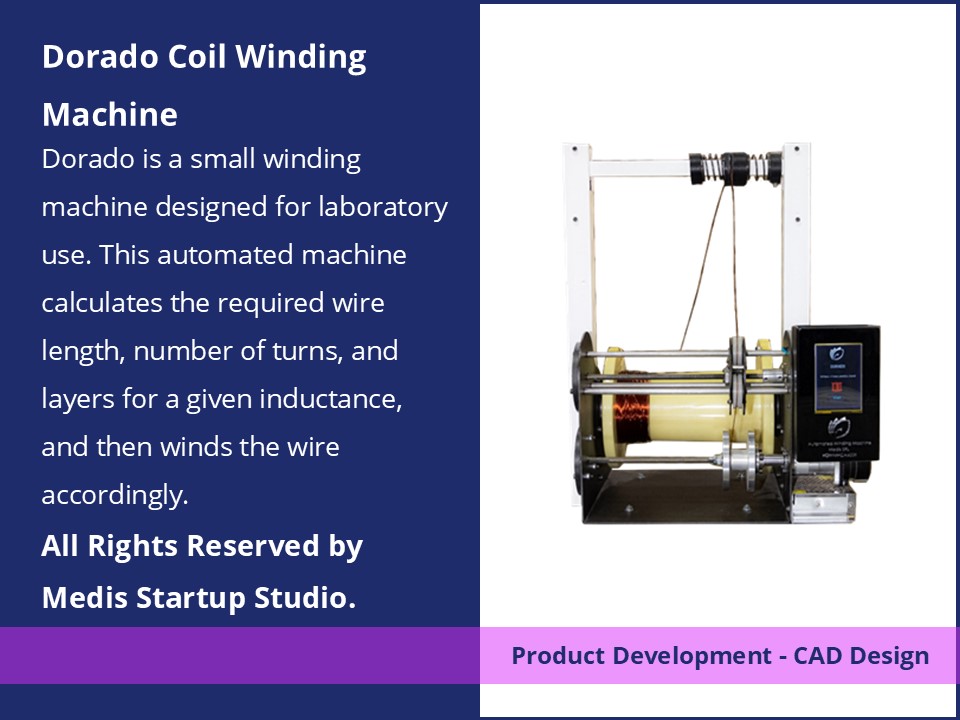 Dorado Coil Winding
Machine
Dorado is a small winding
machine designed for laboratory
use. This automated machine
calculates the required wire
length, number of turns, and
layers for a given inductance,
and then winds the wire
accordingly.
All Rights Reserved by
Medis Startup Studio.
Product Development - CAD Design